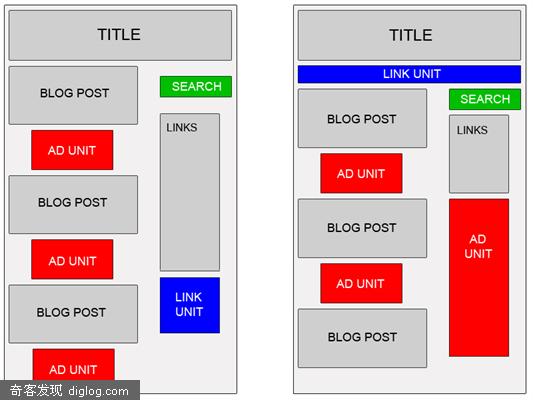 TITLE
BLOG POST
SEARCH
LINKS
AD UNIT
BLOG POST
AD UNIT
LINK
UNIT
BLOG POST
AD UNIT
TITLE
LINK UNIT
SEARCH
BLOG POST
LINKS
AD UNIT
BLOG POST
AD
UNIT
AD UNIT
BLOG POST
奇客发现 diglog.com